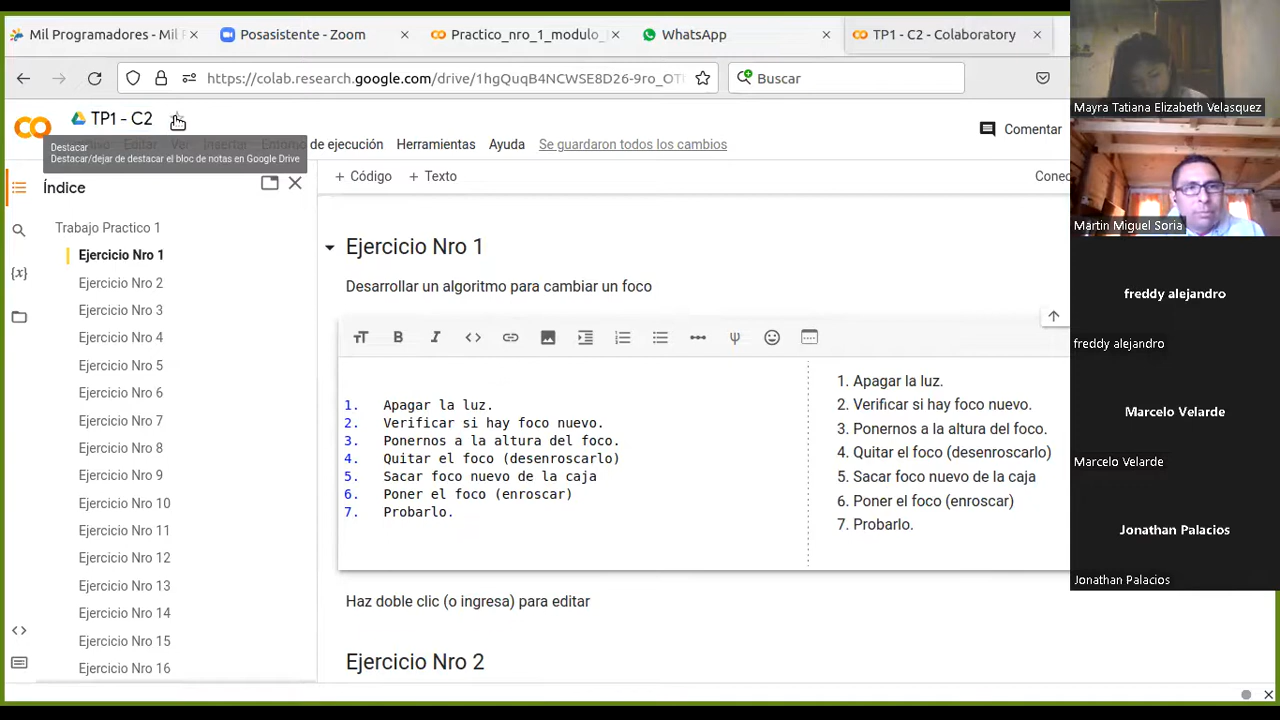 Mil Programadores - Mil
Posasistente - Zoom
Practico_nro_1_modulo_
WhatsApp
TP1 - C2 - Colaboratory
https://colab.research.google.com/drive/1hgQuqB4NCWSE8D26-9ro_OTI
Buscar
TP1 - C2
Editar Ver Insertar Entorno de ejecución Herramientas Ayuda Se guardaron todos los cambios
Comentar
Destacar
Destacar/dejar de destacar el bloc de notas en Google Drive
Índice
+ Código + Texto
Conec
Trabajo Practico 1
Ejercicio Nro 1
Ejercicio Nro 2
Ejercicio Nro 3
Ejercicio Nro 4
Ejercicio Nro 5
Ejercicio Nro 6
Ejercicio Nro 7
Ejercicio Nro 8
Ejercicio Nro 9
Ejercicio Nro 10
Ejercicio Nro 11
Ejercicio Nro 12
Ejercicio Nro 13
Ejercicio Nro 14
Ejercicio Nro 15
Ejercicio Nro 16
Ejercicio Nro 1
Desarrollar un algoritmo para cambiar un foco
1. Apagar la luz.
2. Verificar si hay foco nuevo.
3. Ponernos a la altura del foco.
4. Quitar el foco (desenroscarlo)
5. Sacar foco nuevo de la caja
6. Poner el foco (enroscar)
7. Probarlo.
1. Apagar la luz.
2. Verificar si hay foco nuevo.
3. Ponernos a la altura del foco.
4. Quitar el foco (desenroscarlo)
5. Sacar foco nuevo de la caja
6. Poner el foco (enroscar)
7. Probarlo.
Haz doble clic (o ingresa) para editar
Ejercicio Nro 2
Mayra Tatiana Elizabeth Velasquez
Martin Miguel Soria
freddy alejandro
freddy alejandro
Marcelo Velarde
Marcelo Velarde
Jonathan Palacios
Jonathan Palacios